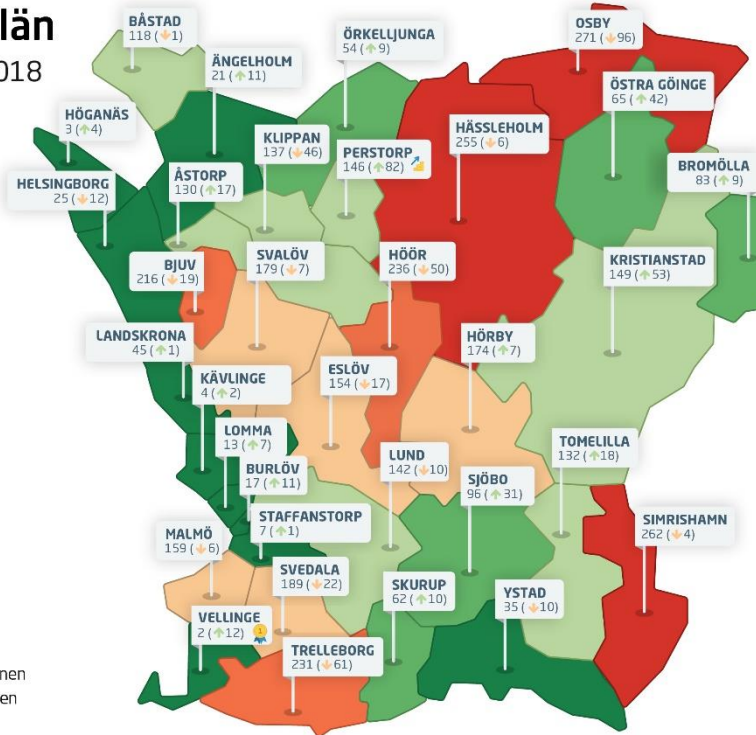 län
018
BÅSTAD
118 (↓1)
ÄNGELHOLM
21 (↑11)
ÖRKELLJUNGA
54 (↑9)
OSBY
271 (↓96)
ÖSTRA GÖINGE
65 (↑42)
HÖGANÄS
3 (↑4)
KLIPPAN
137 (↓46)
PERSTORP
146 (↑82)
HÄSSLEHOLM
255 (↓6)
BROMÖLLA
83 (↑9)
HELSINGBORG
25 (↓12)
ÅSTORP
130 (↑17)
BJUV
216 (↓19)
SVALÖV
179 (↓7)
HÖÖR
236 (↓50)
KRISTIANSTAD
149 (↑53)
LANDSKRONA
45 (↑1)
KÄVLINGE
4 (↑2)
ESLÖV
154 (↓17)
HÖRBY
174 (↑7)
LOMMA
13 (↑7)
BURLÖV
17 (↑11)
LUND
142 (↓10)
SJÖBO
96 (↑31)
TOMELILLA
132 (↑18)
STAFFANSTORP
7 (↑1)
MALMÖ
159 (↓6)
SIMRISHAMN
262 (↓4)
SVEDALA
189 (↓22)
SKURUP
62 (↑10)
YSTAD
35 (↓10)
VELLINGE
2 (↑12) 1
TRELLEBORG
231 (↓61)
nen
en